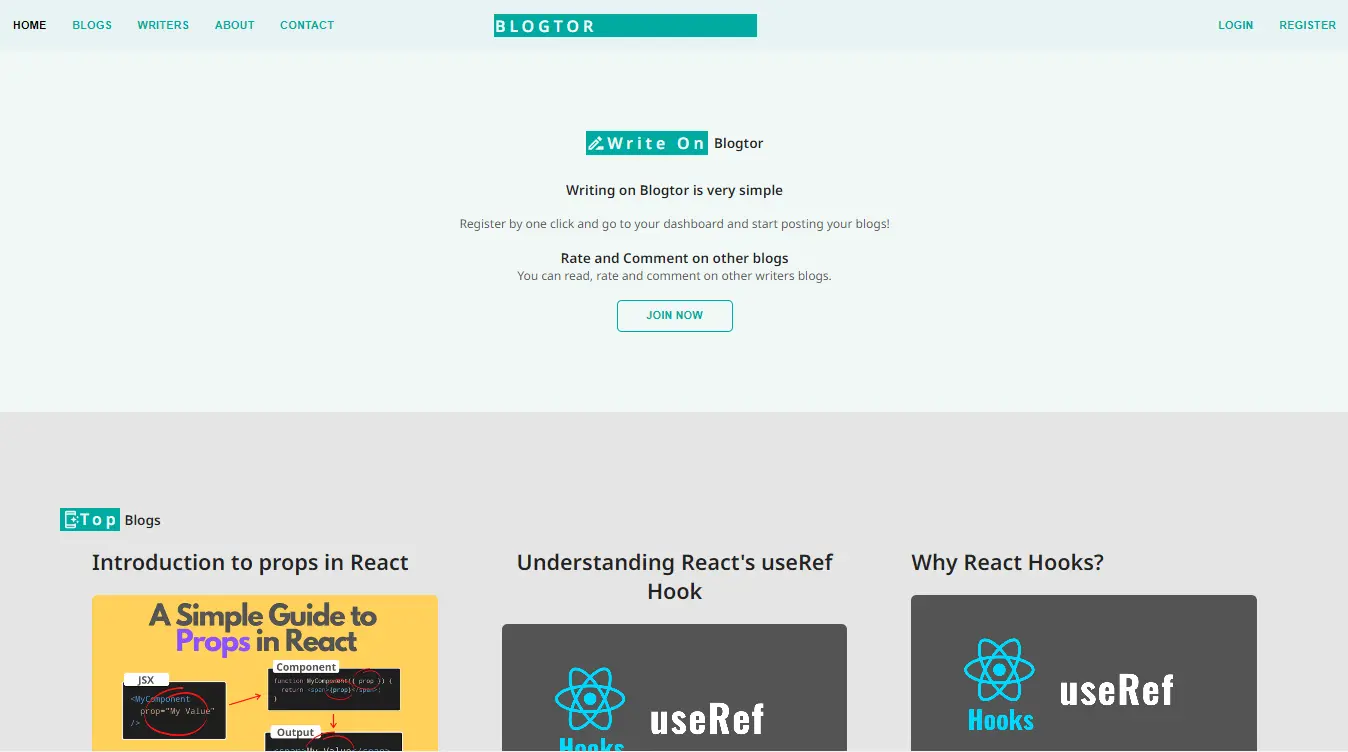 HOME BLOGS WRITERS ABOUT CONTACT BLOGTOR LOGIN REGISTER
Write On Blogtor
Writing on Blogtor is very simple
Register by one click and go to your dashboard and start posting your blogs!
Rate and Comment on other blogs
You can read, rate and comment on other writers blogs.
JOIN NOW
Top Blogs
Introduction to props in React
A Simple Guide to
Props in React
JSX
<MyComponent
prop="My Value"
/>
Component
function MyComponent({ prop }) {
return <span>{prop}</span>;
}
Output
<span>My Value</span>
Understanding React's useRef
Hook
Hooks
useRef
Why React Hooks?
Hooks
useRef